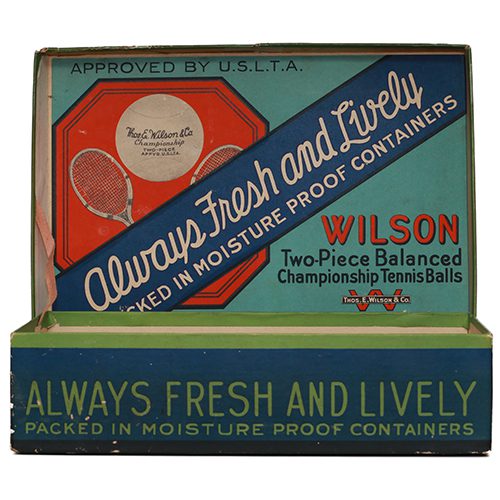 APPROVED BY U.S.L.T.A.
Thos. E. Wilson & Co.
Championship
TWO-PIECE
APPVD. U.S.L.T.A.
Always Fresh and Lively
PACKED IN MOISTURE PROOF CONTAINERS
WILSON
Two-Piece Balanced
Championship Tennis Balls
W
THOS. E. WILSON & CO.
ALWAYS FRESH AND LIVELY
PACKED IN MOISTURE PROOF CONTAINERS